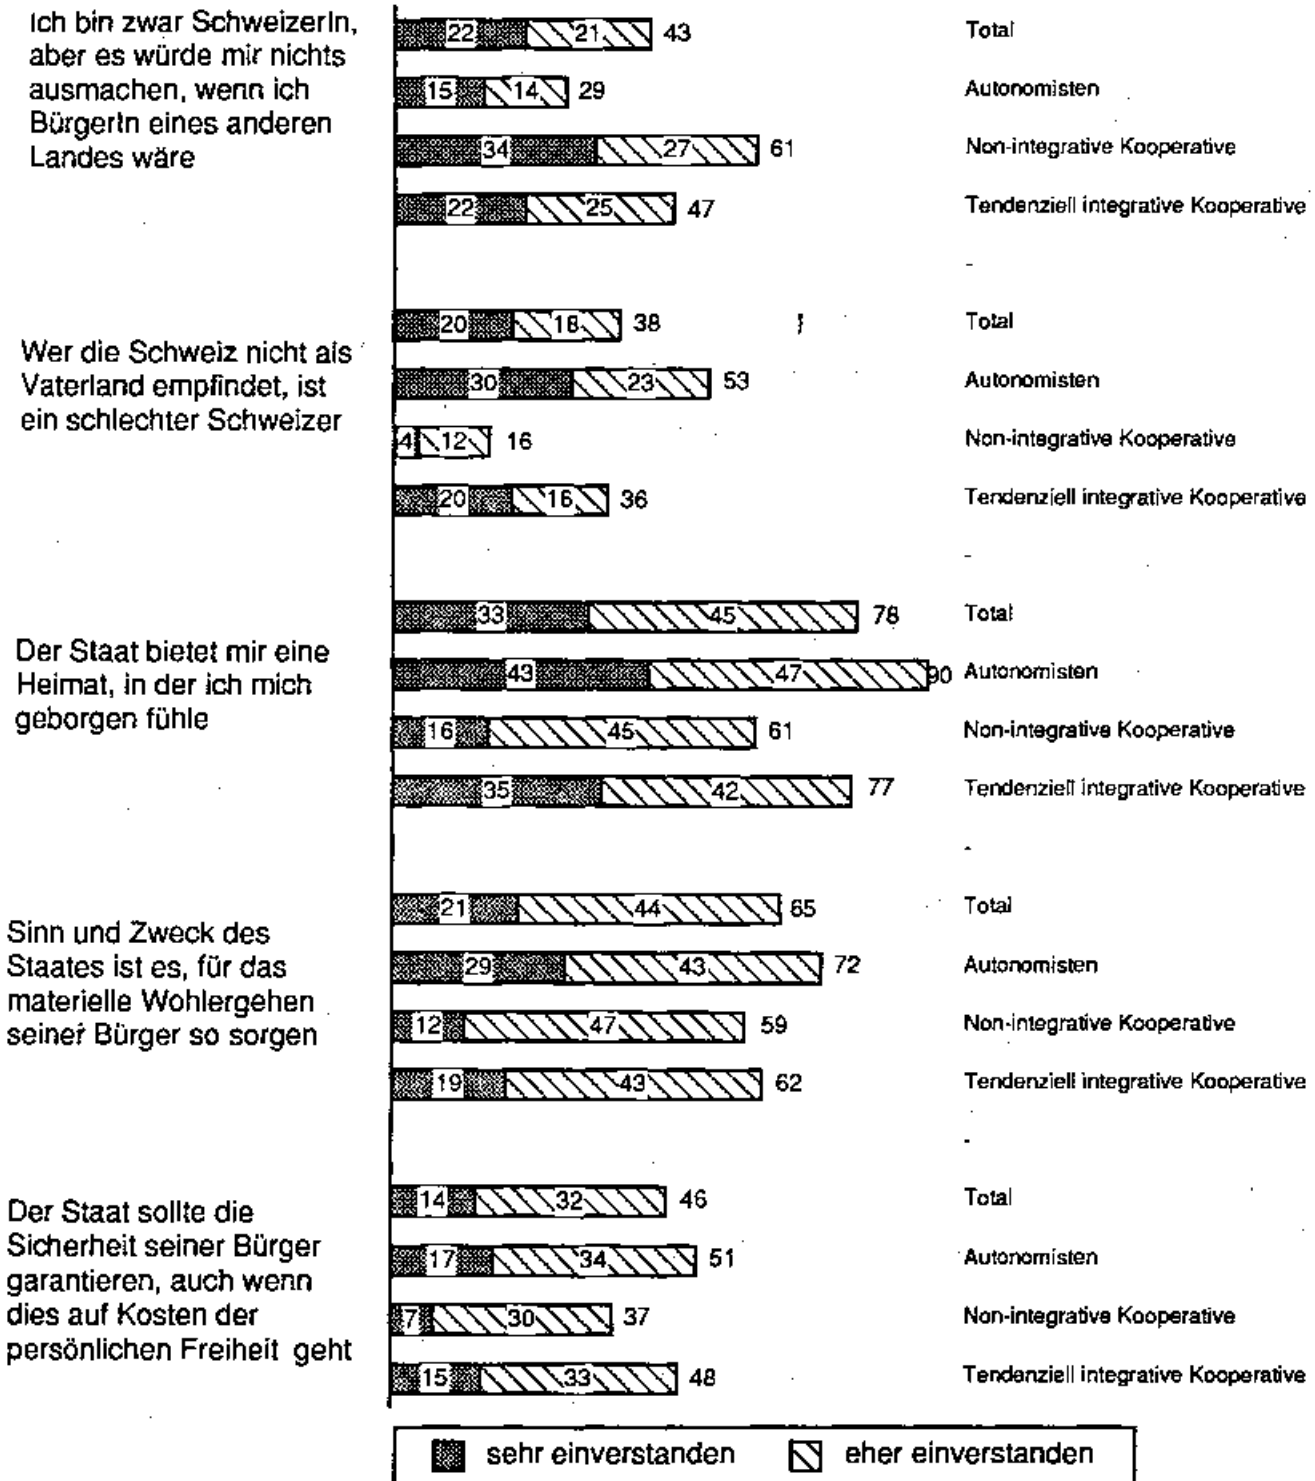 Ich bin zwar SchweizerIn,
aber es würde mir nichts
ausmachen, wenn ich
BürgerIn eines anderen
Landes wäre
22 21 43 Total
15 14 29 Autonomisten
34 27 61 Non-integrative Kooperative
22 25 47 Tendenziell integrative Kooperative
-
Wer die Schweiz nicht als
Vaterland empfindet, ist
ein schlechter Schweizer
20 18 38 Total
30 23 53 Autonomisten
4 12 16 Non-integrative Kooperative
20 16 36 Tendenziell integrative Kooperative
-
Der Staat bietet mir eine
Heimat, in der ich mich
geborgen fühle
33 45 78 Total
43 47 90 Autonomisten
16 45 61 Non-integrative Kooperative
35 42 77 Tendenziell integrative Kooperative
-
Sinn und Zweck des
Staates ist es, für das
materielle Wohlergehen
seiner Bürger so sorgen
21 44 65 Total
29 43 72 Autonomisten
12 47 59 Non-integrative Kooperative
19 43 62 Tendenziell integrative Kooperative
-
Der Staat sollte die
Sicherheit seiner Bürger
garantieren, auch wenn
dies auf Kosten der
persönlichen Freiheit geht
14 32 46 Total
17 34 51 Autonomisten
7 30 37 Non-integrative Kooperative
15 33 48 Tendenziell integrative Kooperative
sehr einverstanden eher einverstanden